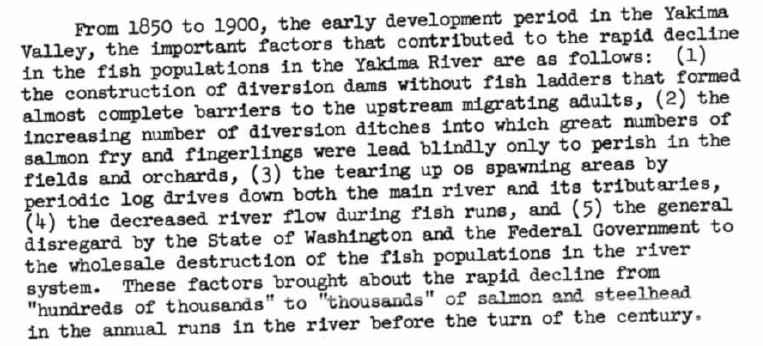 From 1850 to 1900, the early development period in the Yakima
Valley, the important factors that contributed to the rapid decline
in the fish populations in the Yakima River are as follows: (1)
the construction of diversion dams without fish ladders that formed
almost complete barriers to the upstream migrating adults, (2) the
increasing number of diversion ditches into which great numbers of
salmon fry and fingerlings were lead blindly only to perish in the
fields and orchards, (3) the tearing up os spawning areas by
periodic log drives down both the main river and its tributaries,
(4) the decreased river flow during fish runs, and (5) the general
disregard by the State of Washington and the Federal Government to
the wholesale destruction of the fish populations in the river
system. These factors brought about the rapid decline from
"hundreds of thousands" to "thousands" of salmon and steelhead
in the annual runs in the river before the turn of the century.